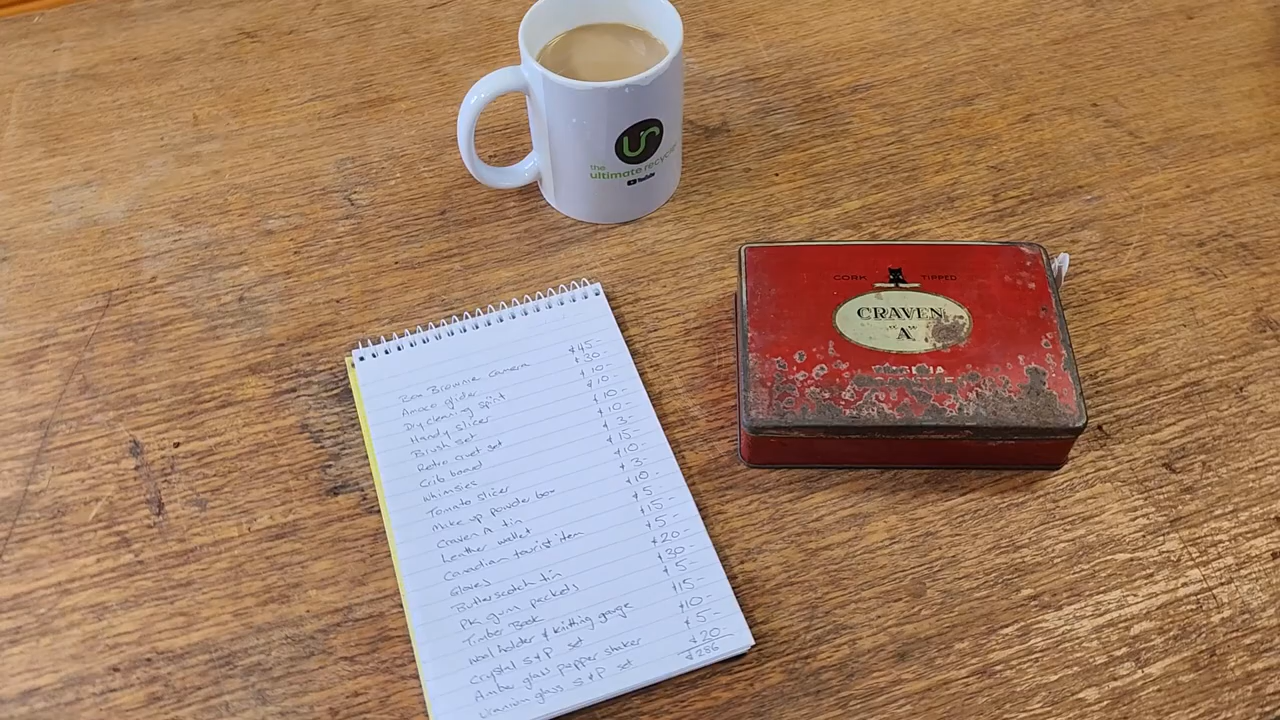 the
ultimate recycler
YouTube
CORK TIPPED
CRAVEN
"A"
Box Brownie camera $45-
Amoco glider $30-
Drycleaning spirit $10-
Handy slicer $10-
Brush set $10-
Retro cruet set $10-
Crib board $3-
Whimsies $15-
Tomato slicer $10-
Make up powder box $3-
Craven A tin $10-
Leather wallet $5-
Canadian tourist item $15-
Gloves $5-
Butterscotch tin $20-
PK gum packets $30-
Timber Book $5-
Wool holder & knitting gauge $15-
Crystal S&P set $10-
Amber glass pepper shaker $5-
Uranium glass S&P set $20-
$286-